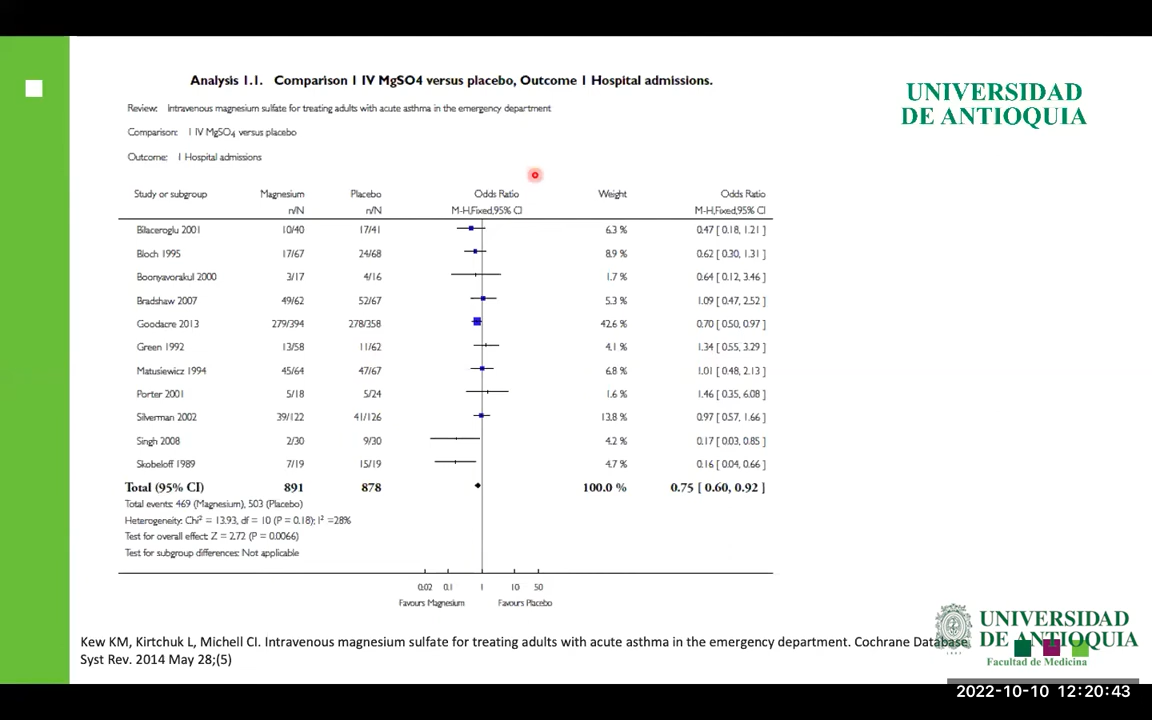 Analysis 1.1. Comparison 1 IV MgSO4 versus placebo, Outcome 1 Hospital admissions.
UNIVERSIDAD
DE ANTIOQUIA
Review: Intravenous magnesium sulfate for treating adults with acute asthma in the emergency department
Comparison: 1 IV MgSO4 versus placebo
Outcome: 1 Hospital admissions
Study or subgroup Magnesium Placebo Odds Ratio Weight Odds Ratio
n/N n/N M-H,Fixed,95% CI M-H,Fixed,95% CI
Bilaceroglu 2001 10/40 17/41 6.3 % 0.47 [ 0.18, 1.21 ]
Bloch 1995 17/67 24/68 8.9 % 0.62 [ 0.30, 1.31 ]
Boonyavorakul 2000 3/17 4/16 1.7 % 0.64 [ 0.12, 3.46 ]
Bradshaw 2007 49/62 52/67 5.3 % 1.09 [ 0.47, 2.52 ]
Goodacre 2013 279/394 278/358 42.6 % 0.70 [ 0.50, 0.97 ]
Green 1992 13/58 11/62 4.1 % 1.34 [ 0.55, 3.29 ]
Matusiewicz 1994 45/64 47/67 6.8 % 1.01 [ 0.48, 2.13 ]
Porter 2001 5/18 5/24 1.6 % 1.46 [ 0.35, 6.08 ]
Silverman 2002 39/122 41/126 13.8 % 0.97 [ 0.57, 1.66 ]
Singh 2008 2/30 9/30 4.2 % 0.17 [ 0.03, 0.85 ]
Skobeloff 1989 7/19 15/19 4.7 % 0.16 [ 0.04, 0.66 ]
Total (95% CI) 891 878 100.0 % 0.75 [ 0.60, 0.92 ]
Total events: 469 (Magnesium), 503 (Placebo)
Heterogeneity: Chi² = 13.93, df = 10 (P = 0.18); I² =28%
Test for overall effect: Z = 2.72 (P = 0.0066)
Test for subgroup differences: Not applicable
0.02 0.1 1 10 50
Favours Magnesium Favours Placebo
Kew KM, Kirtchuk L, Michell CI. Intravenous magnesium sulfate for treating adults with acute asthma in the emergency department. Cochrane Database
Syst Rev. 2014 May 28;(5)
UNIVERSIDAD
DE ANTIOQUIA
Facultad de Medicina
2022-10-10 12:20:43